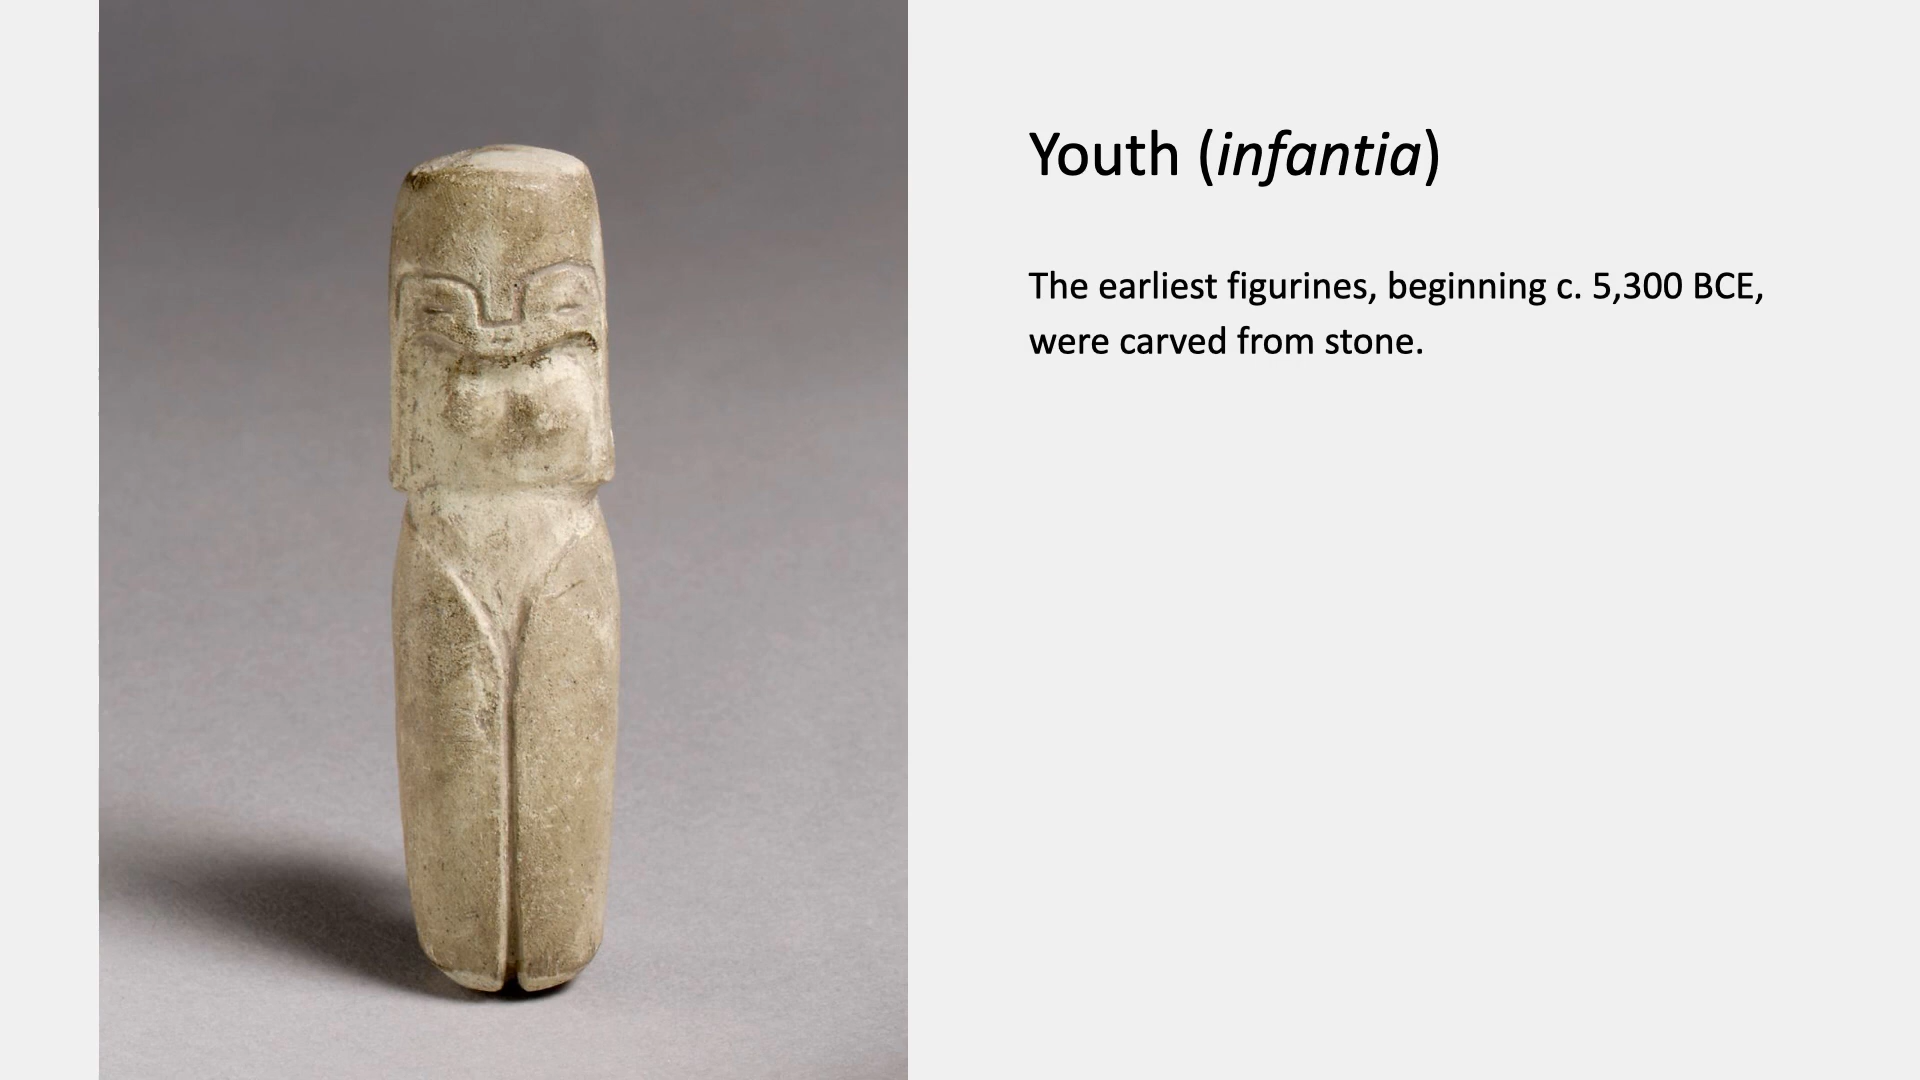 Youth (infantia)
The earliest figurines, beginning c. 5,300 BCE,
were carved from stone.